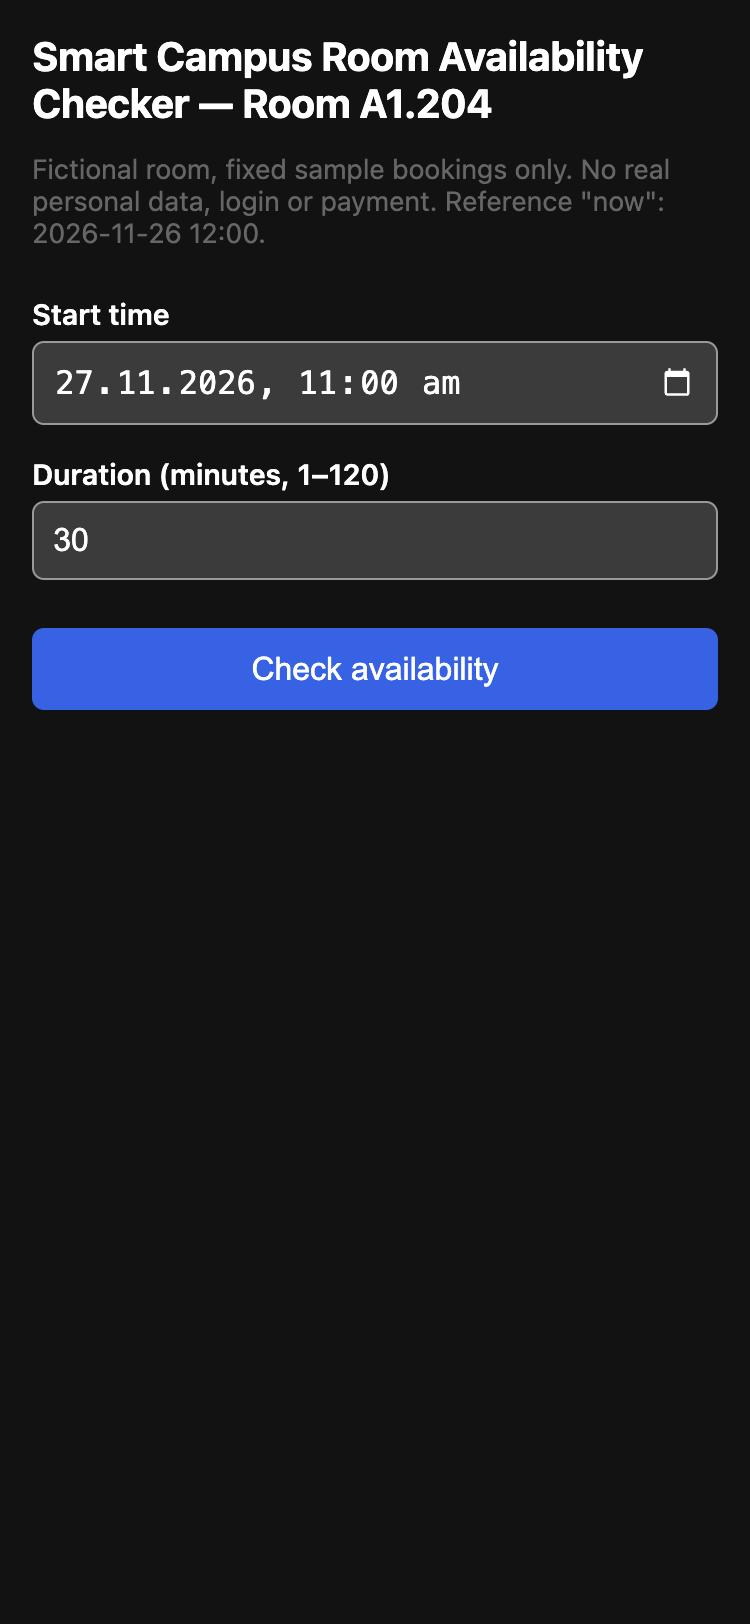 Smart Campus Room Availability
Checker — Room A1.204
Fictional room, fixed sample bookings only. No real
personal data, login or payment. Reference "now":
2026-11-26 12:00.
Start time
27.11.2026, 11:00 am
Duration (minutes, 1–120)
30
Check availability